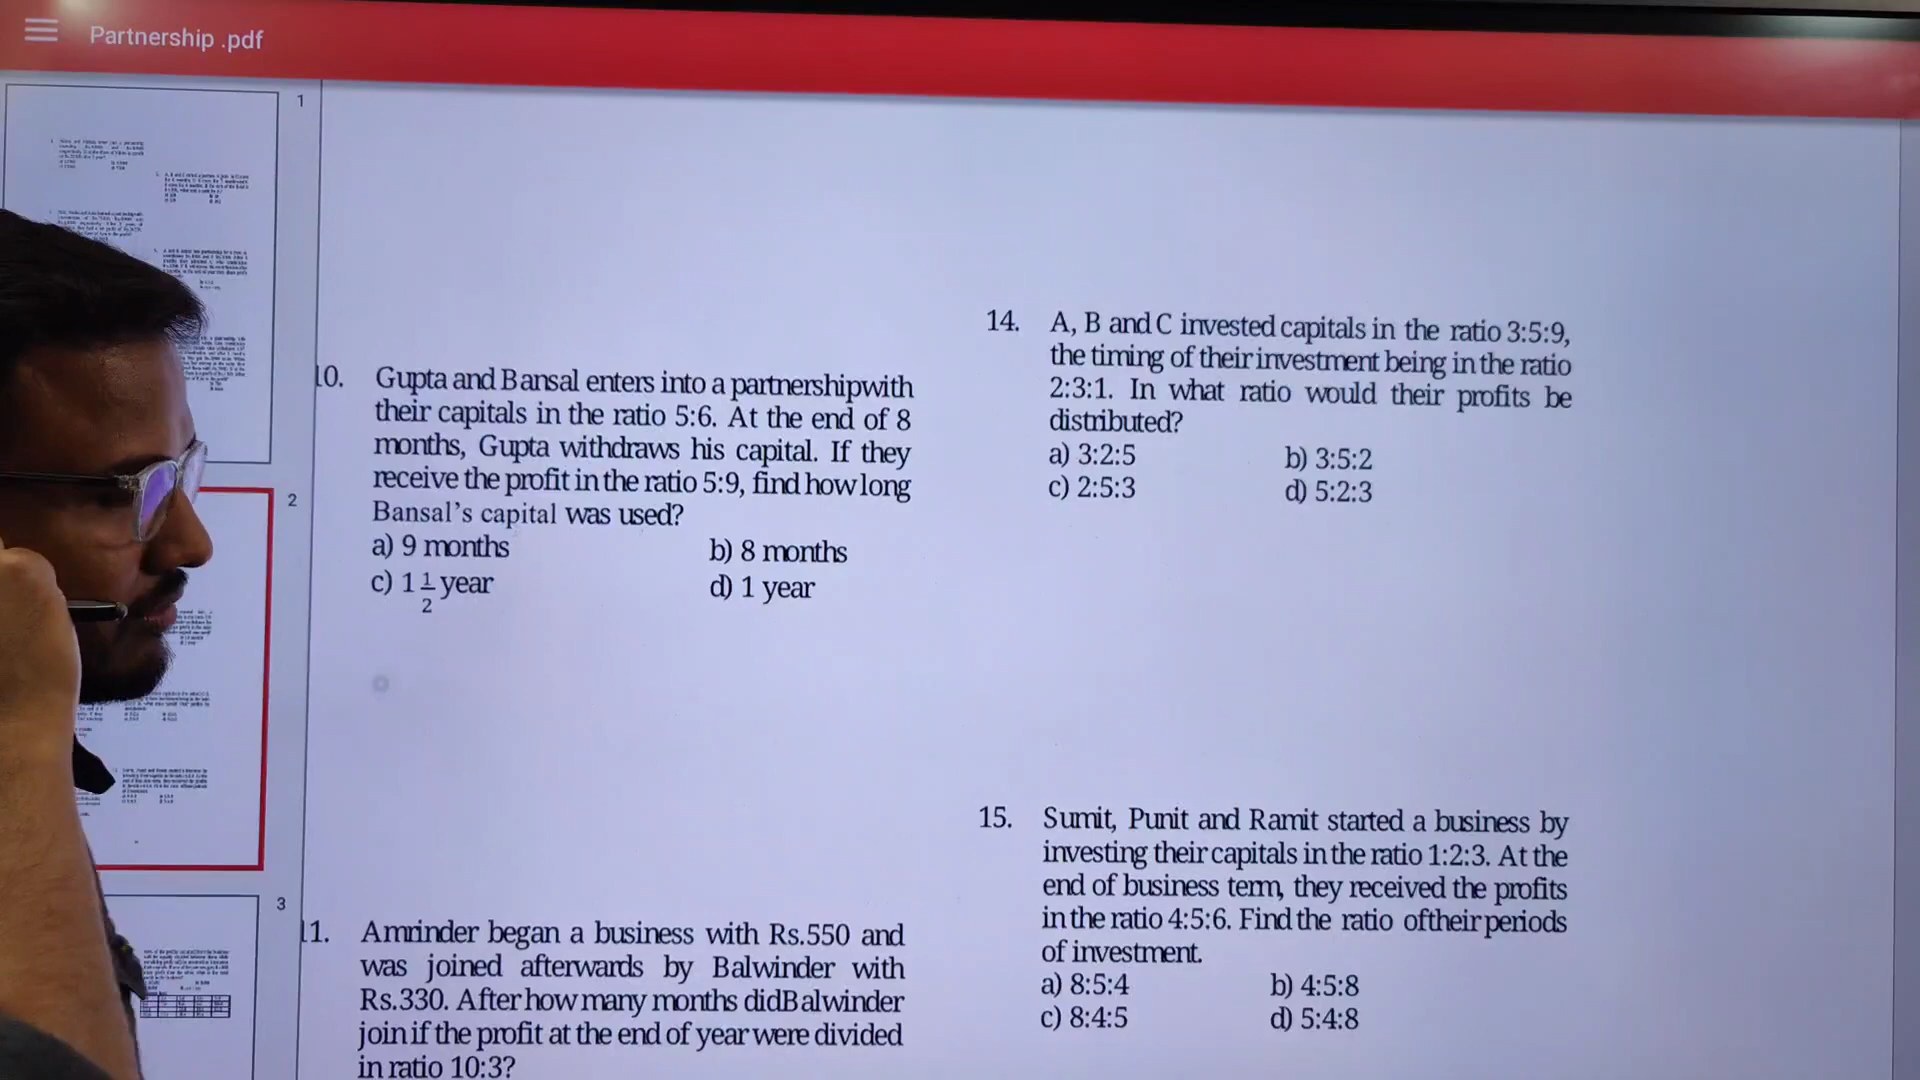 Partnership .pdf
1
2
3
10. Gupta and Bansal enters into a partnership with
their capitals in the ratio 5:6. At the end of 8
months, Gupta withdraws his capital. If they
receive the profit in the ratio 5:9, find how long
Bansal's capital was used?
a) 9 months b) 8 months
c) 1 1/2 year d) 1 year
11. Amrinder began a business with Rs.550 and
was joined afterwards by Balwinder with
Rs.330. After how many months did Balwinder
join if the profit at the end of year were divided
in ratio 10:3?
14. A, B and C invested capitals in the ratio 3:5:9,
the timing of their investment being in the ratio
2:3:1. In what ratio would their profits be
distributed?
a) 3:2:5 b) 3:5:2
c) 2:5:3 d) 5:2:3
15. Sumit, Punit and Ramit started a business by
investing their capitals in the ratio 1:2:3. At the
end of business term, they received the profits
in the ratio 4:5:6. Find the ratio of their periods
of investment.
a) 8:5:4 b) 4:5:8
c) 8:4:5 d) 5:4:8